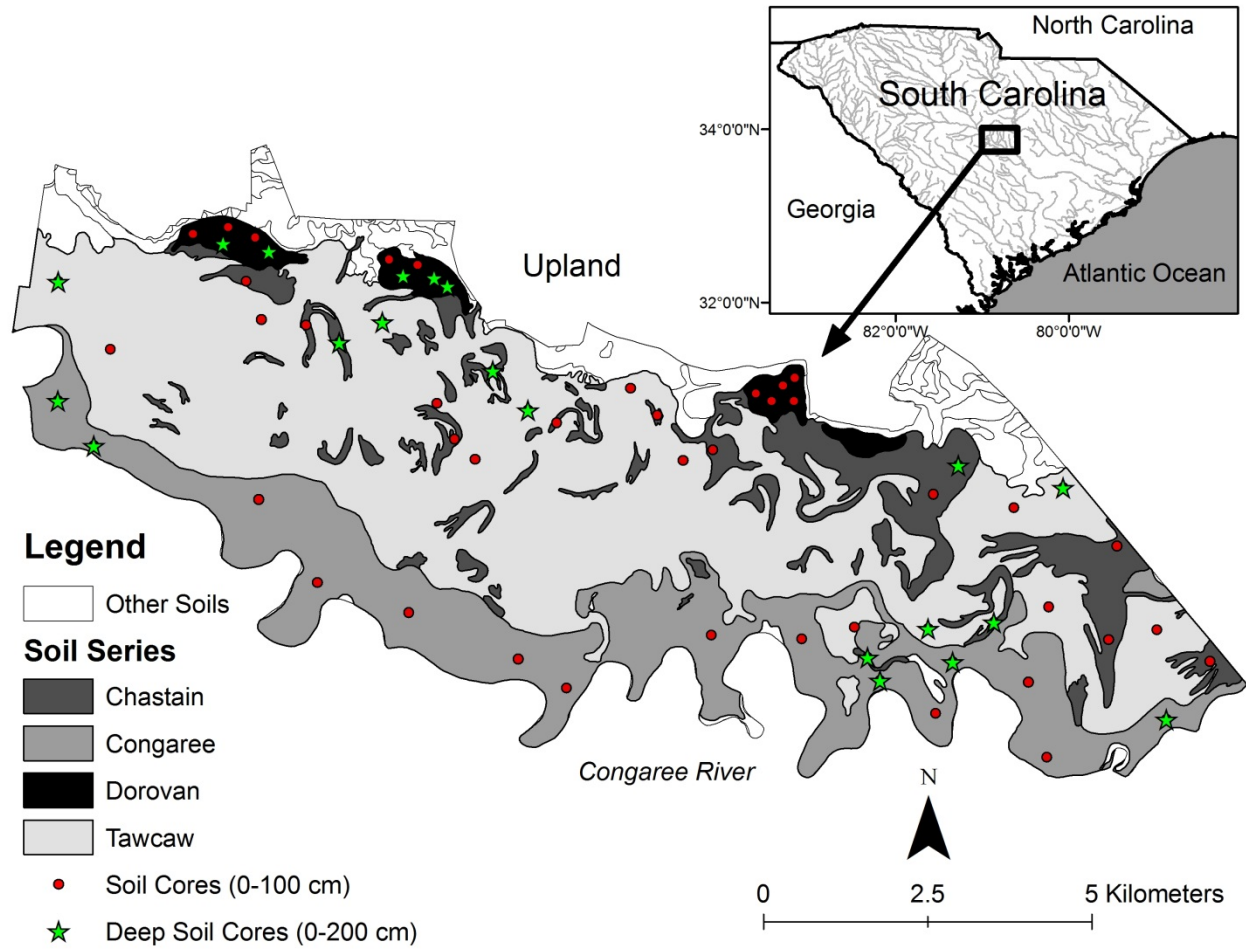 North Carolina
South Carolina
34°0'0"N
Georgia
Atlantic Ocean
32°0'0"N
82°0'0"W
80°0'0"W
Upland
Legend
Other Soils
Soil Series
Chastain
Congaree
Dorovan
Tawcaw
Soil Cores (0-100 cm)
Deep Soil Cores (0-200 cm)
Congaree River
N
0 2.5 5 Kilometers